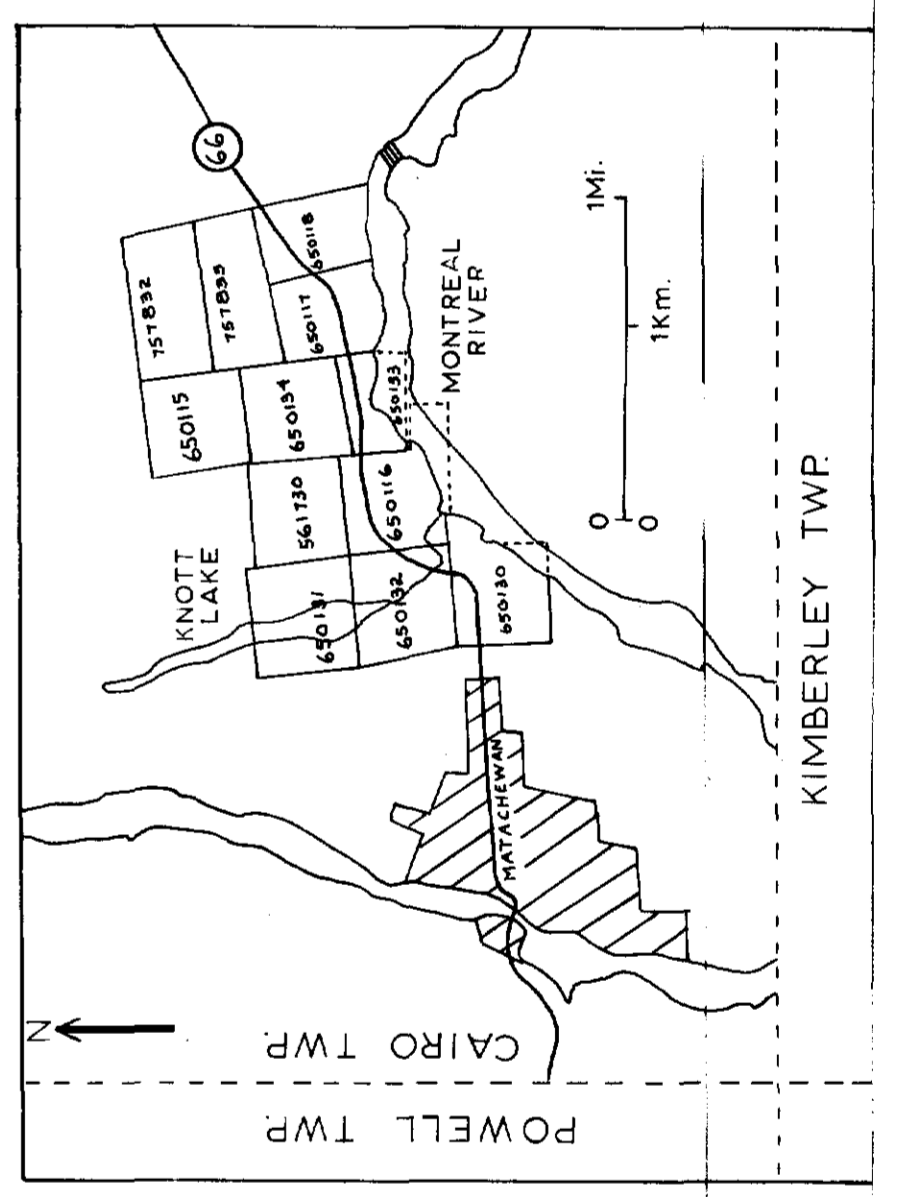 N
POWELL TWP.
CAIRO TWP.
66
KNOTT
LAKE
757832
757833
650115
650134
650117
650118
561730
650116
650133
650131
650132
650130
MONTREAL
RIVER
MATACHEWAN
1Mi.
0
0
1Km.
KIMBERLEY TWP.